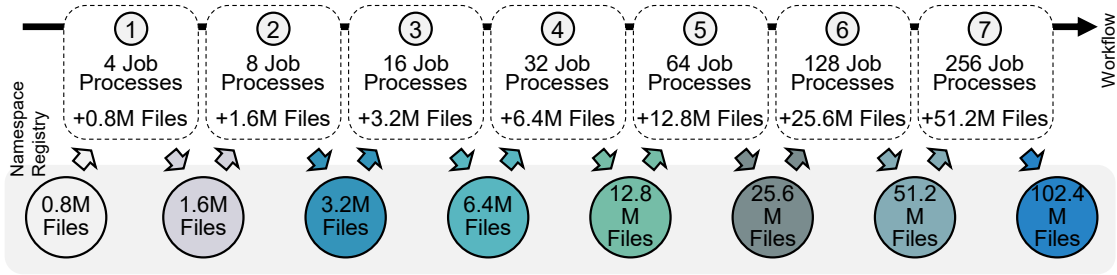 1
4 Job
Processes
+0.8M Files
2
8 Job
Processes
+1.6M Files
3
16 Job
Processes
+3.2M Files
4
32 Job
Processes
+6.4M Files
5
64 Job
Processes
+12.8M Files
6
128 Job
Processes
+25.6M Files
7
256 Job
Processes
+51.2M Files
Workflow
Namespace
Registry
0.8M
Files
1.6M
Files
3.2M
Files
6.4M
Files
12.8
M
Files
25.6
M
Files
51.2
M
Files
102.4
M
Files